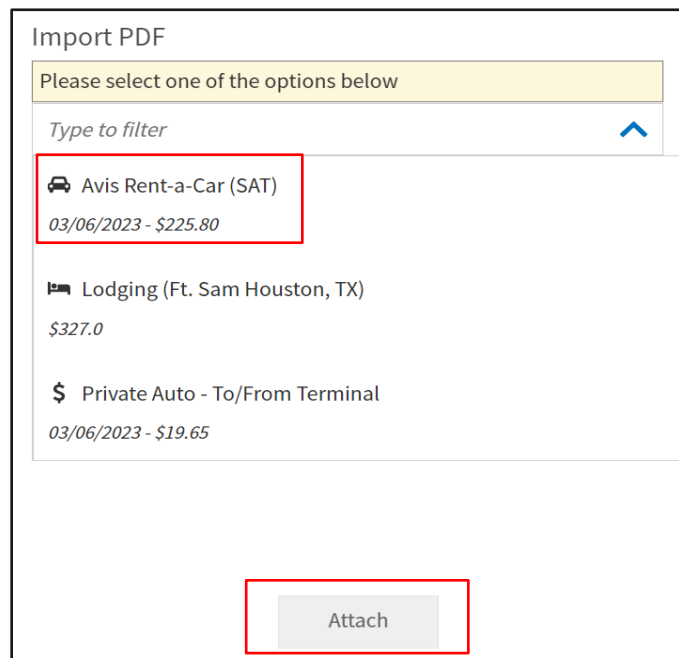 Import PDF
Please select one of the options below
Type to filter
Avis Rent-a-Car (SAT)
03/06/2023 - $225.80
Lodging (Ft. Sam Houston, TX)
$327.0
$ Private Auto - To/From Terminal
03/06/2023 - $19.65
Attach